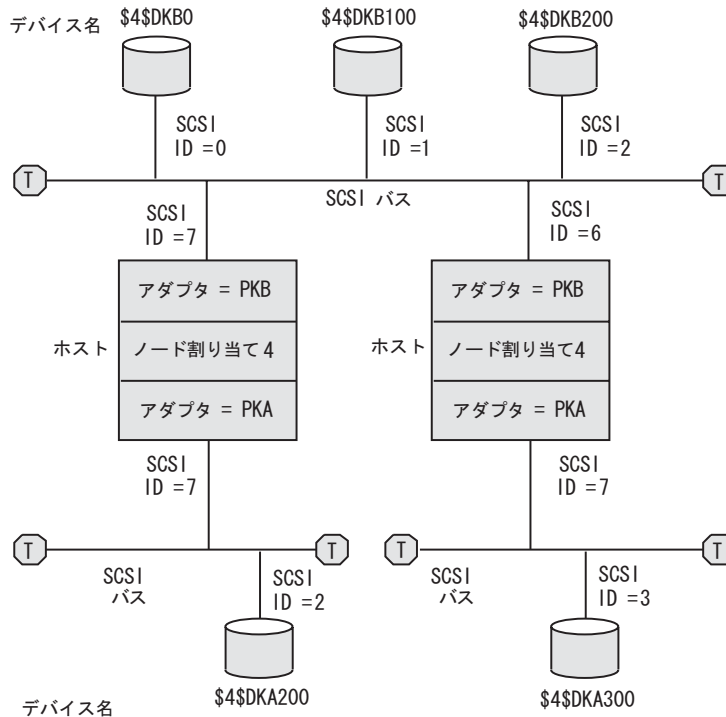 デバイス名
$4$DKB0
$4$DKB100
$4$DKB200
SCSI
ID =0
SCSI
ID =1
SCSI
ID =2
T
T
SCSI バス
SCSI
ID =7
SCSI
ID =6
アダプタ = PKB
アダプタ = PKB
ホスト
ノード割り当て 4
ホスト
ノード割り当て4
アダプタ = PKA
アダプタ = PKA
SCSI
ID =7
SCSI
ID =7
T
T
T
T
SCSI
バス
SCSI
ID =2
SCSI
バス
SCSI
ID =3
デバイス名
$4$DKA200
$4$DKA300